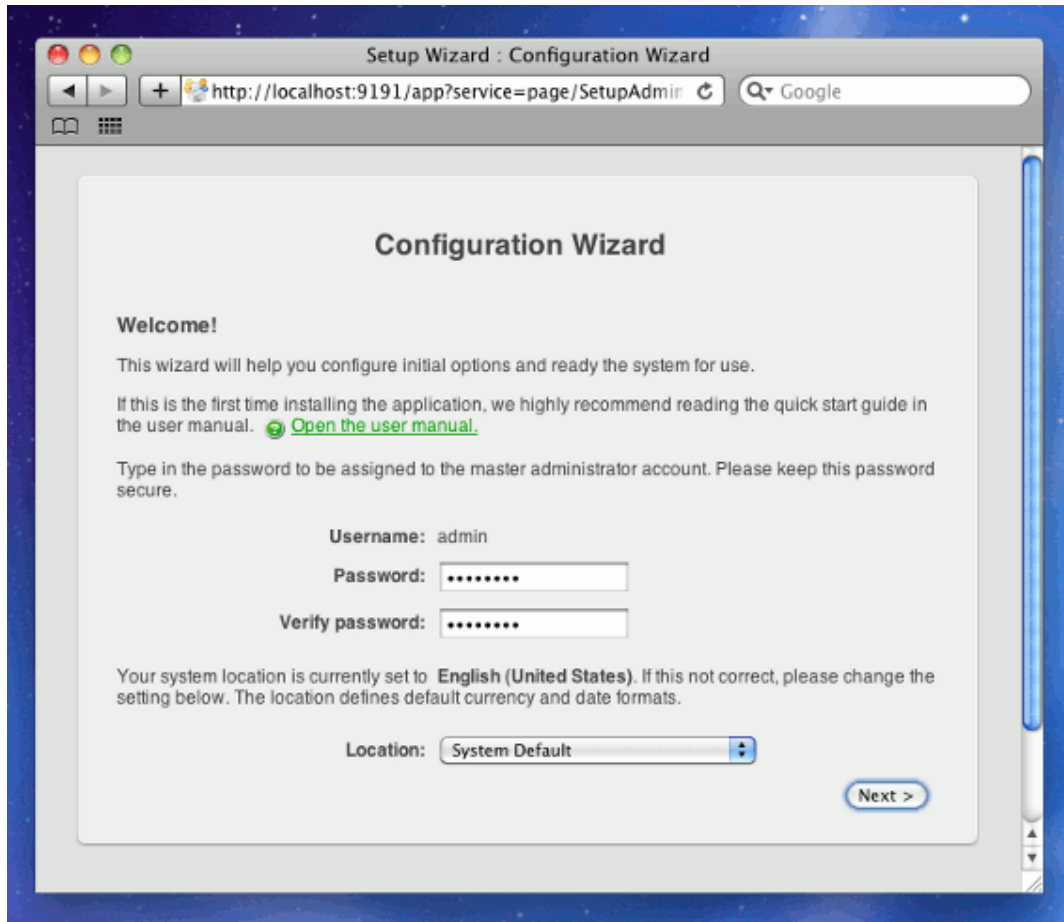 Setup Wizard : Configuration Wizard
http://localhost:9191/app?service=page/SetupAdmin
Google
Configuration Wizard
Welcome!
This wizard will help you configure initial options and ready the system for use.
If this is the first time installing the application, we highly recommend reading the quick start guide in
the user manual. Open the user manual.
Type in the password to be assigned to the master administrator account. Please keep this password
secure.
Username: admin
Password: ••••••••
Verify password: ••••••••
Your system location is currently set to English (United States). If this not correct, please change the
setting below. The location defines default currency and date formats.
Location: System Default
Next >